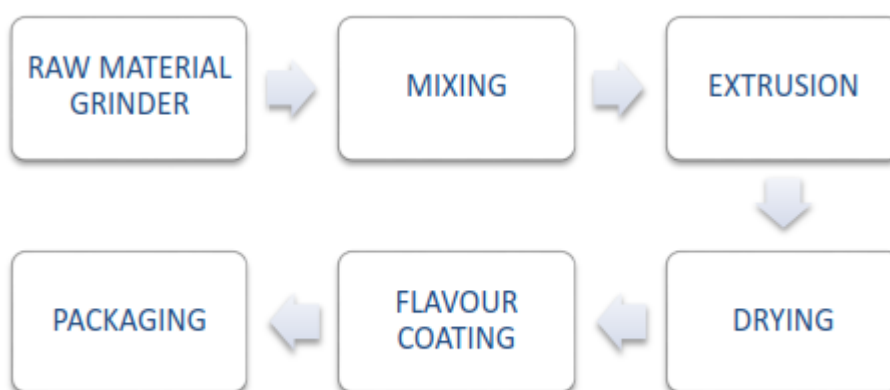 RAW MATERIAL
GRINDER
MIXING
EXTRUSION
DRYING
FLAVOUR
COATING
PACKAGING